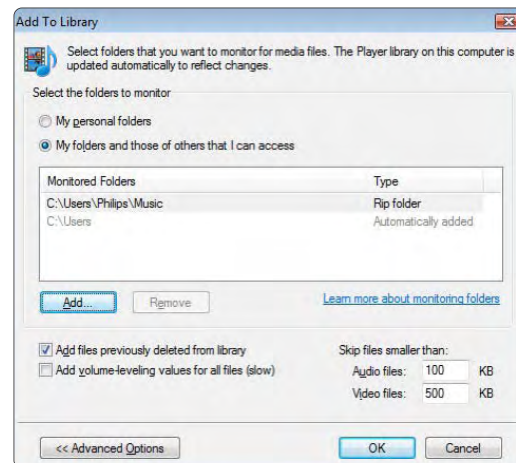 Add To Library
Select folders that you want to monitor for media files. The Player library on this computer is
updated automatically to reflect changes.
Select the folders to monitor
My personal folders
My folders and those of others that I can access
Monitored Folders Type
C:\Users\Philips\Music Rip folder
C:\Users Automatically added
Add... Remove Learn more about monitoring folders
Add files previously deleted from library Skip files smaller than:
Add volume-leveling values for all files (slow) Audio files: 100 KB
Video files: 500 KB
<< Advanced Options OK Cancel